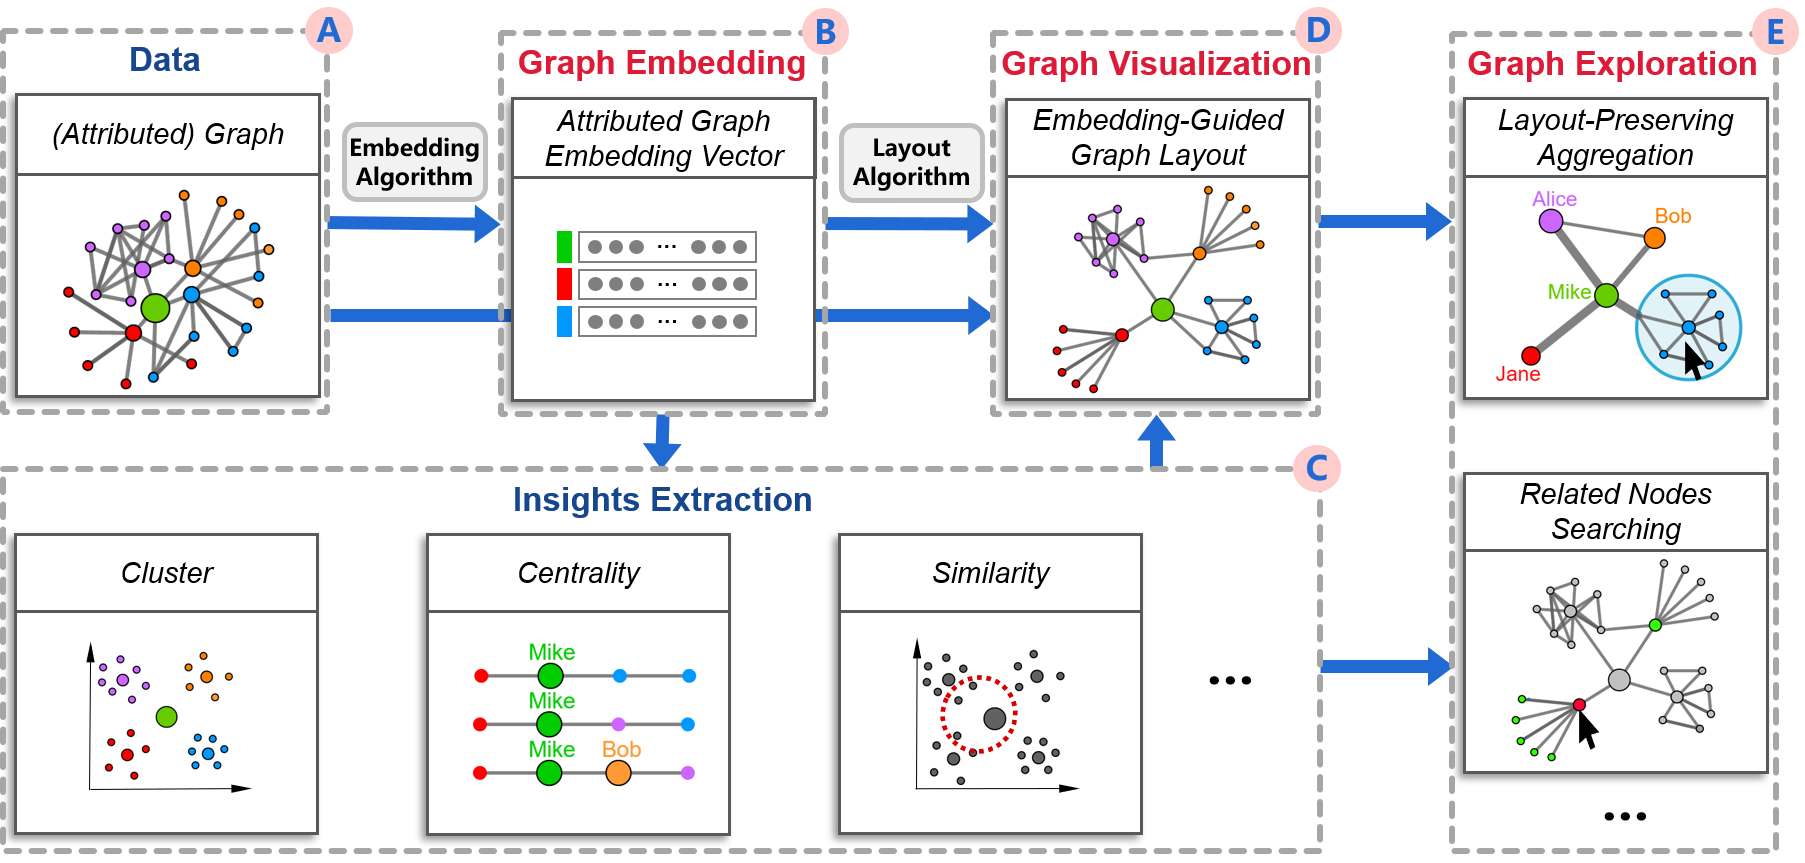 A
Data
(Attributed) Graph
Embedding
Algorithm
B
Graph Embedding
Attributed Graph
Embedding Vector
...
...
...
Layout
Algorithm
D
Graph Visualization
Embedding-Guided
Graph Layout
E
Graph Exploration
Layout-Preserving
Aggregation
Alice
Bob
Mike
Jane
Related Nodes
Searching
...
C
Insights Extraction
Cluster
Centrality
Mike
Mike
Mike Bob
Similarity
...